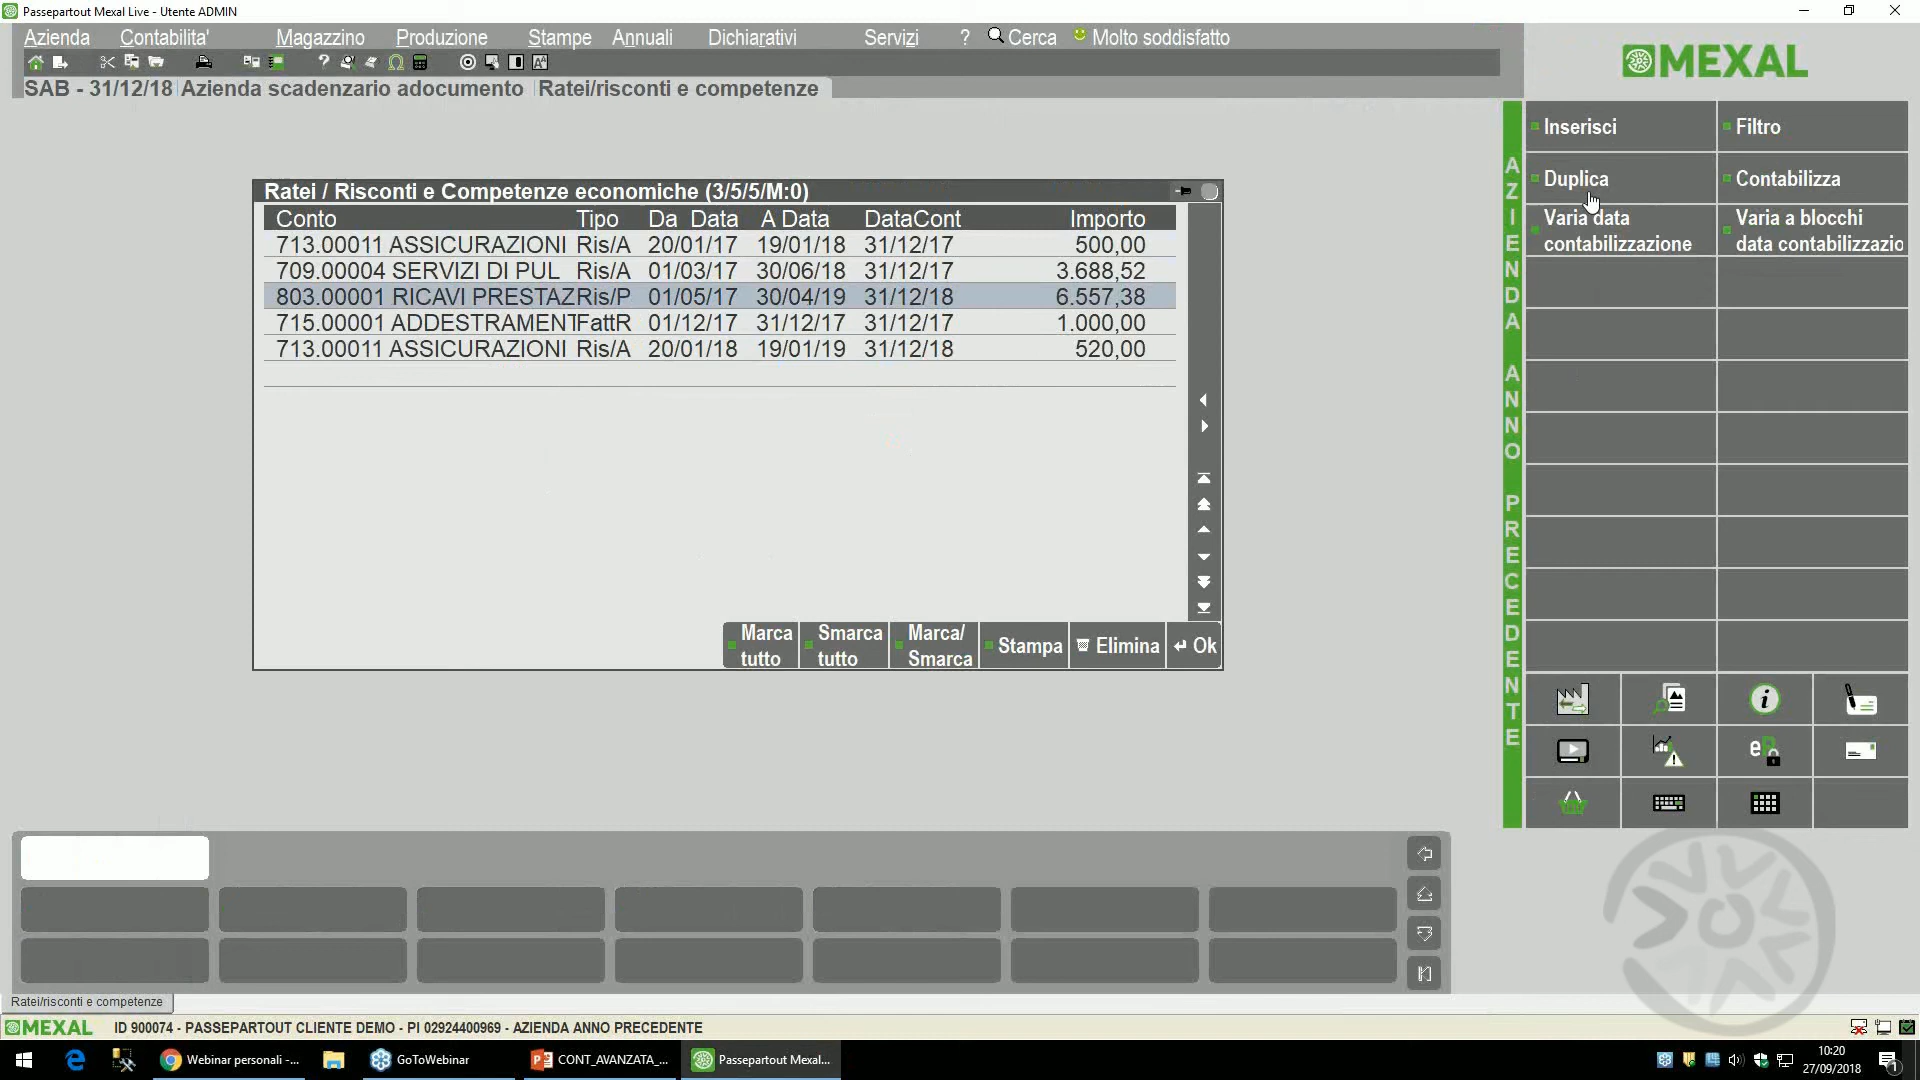 Passepartout Mexal Live - Utente ADMIN
Azienda Contabilita' Magazzino Produzione Stampe Annuali Dichiarativi Servizi ? Cerca Molto soddisfatto
SAB - 31/12/18 Azienda scadenzario adocumento Ratei/risconti e competenze
MEXAL
Inserisci Filtro
Duplica Contabilizza
Varia data contabilizzazione
Varia a blocchi data contabilizzazio
AZIENDA ANNO PRECEDENTE
Ratei / Risconti e Competenze economiche (3/5/5/M:0)
Conto Tipo Da Data A Data DataCont Importo
713.00011 ASSICURAZIONI Ris/A 20/01/17 19/01/18 31/12/17 500,00
709.00004 SERVIZI DI PUL Ris/A 01/03/17 30/06/18 31/12/17 3.688,52
803.00001 RICAVI PRESTAZ Ris/P 01/05/17 30/04/19 31/12/18 6.557,38
715.00001 ADDESTRAMENT FattR 01/12/17 31/12/17 31/12/17 1.000,00
713.00011 ASSICURAZIONI Ris/A 20/01/18 19/01/19 31/12/18 520,00
Marca tutto
Smarca tutto
Marca/ Smarca
Stampa
Elimina
Ok
Ratei/risconti e competenze
MEXAL ID 900074 - PASSEPARTOUT CLIENTE DEMO - PI 02924400969 - AZIENDA ANNO PRECEDENTE
Webinar personali -... GoToWebinar CONT_AVANZATA_... Passepartout Mexal...
10:20
27/09/2018
1